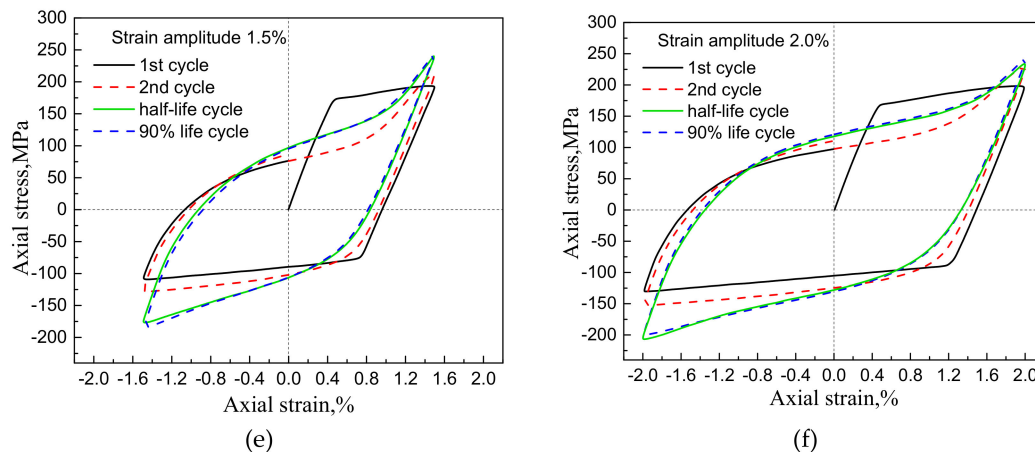 Strain amplitude 1.5%
1st cycle
2nd cycle
half-life cycle
90% life cycle
Axial stress,MPa
300
250
200
150
100
50
0
-50
-100
-150
-200
-2.0 -1.6 -1.2 -0.8 -0.4 0.0 0.4 0.8 1.2 1.6 2.0
Axial strain,%
(e)
Strain amplitude 2.0%
1st cycle
2nd cycle
half-life cycle
90% life cycle
Axial stress,MPa
300
250
200
150
100
50
0
-50
-100
-150
-200
-2.0 -1.6 -1.2 -0.8 -0.4 0.0 0.4 0.8 1.2 1.6 2.0
Axial strain,%
(f)